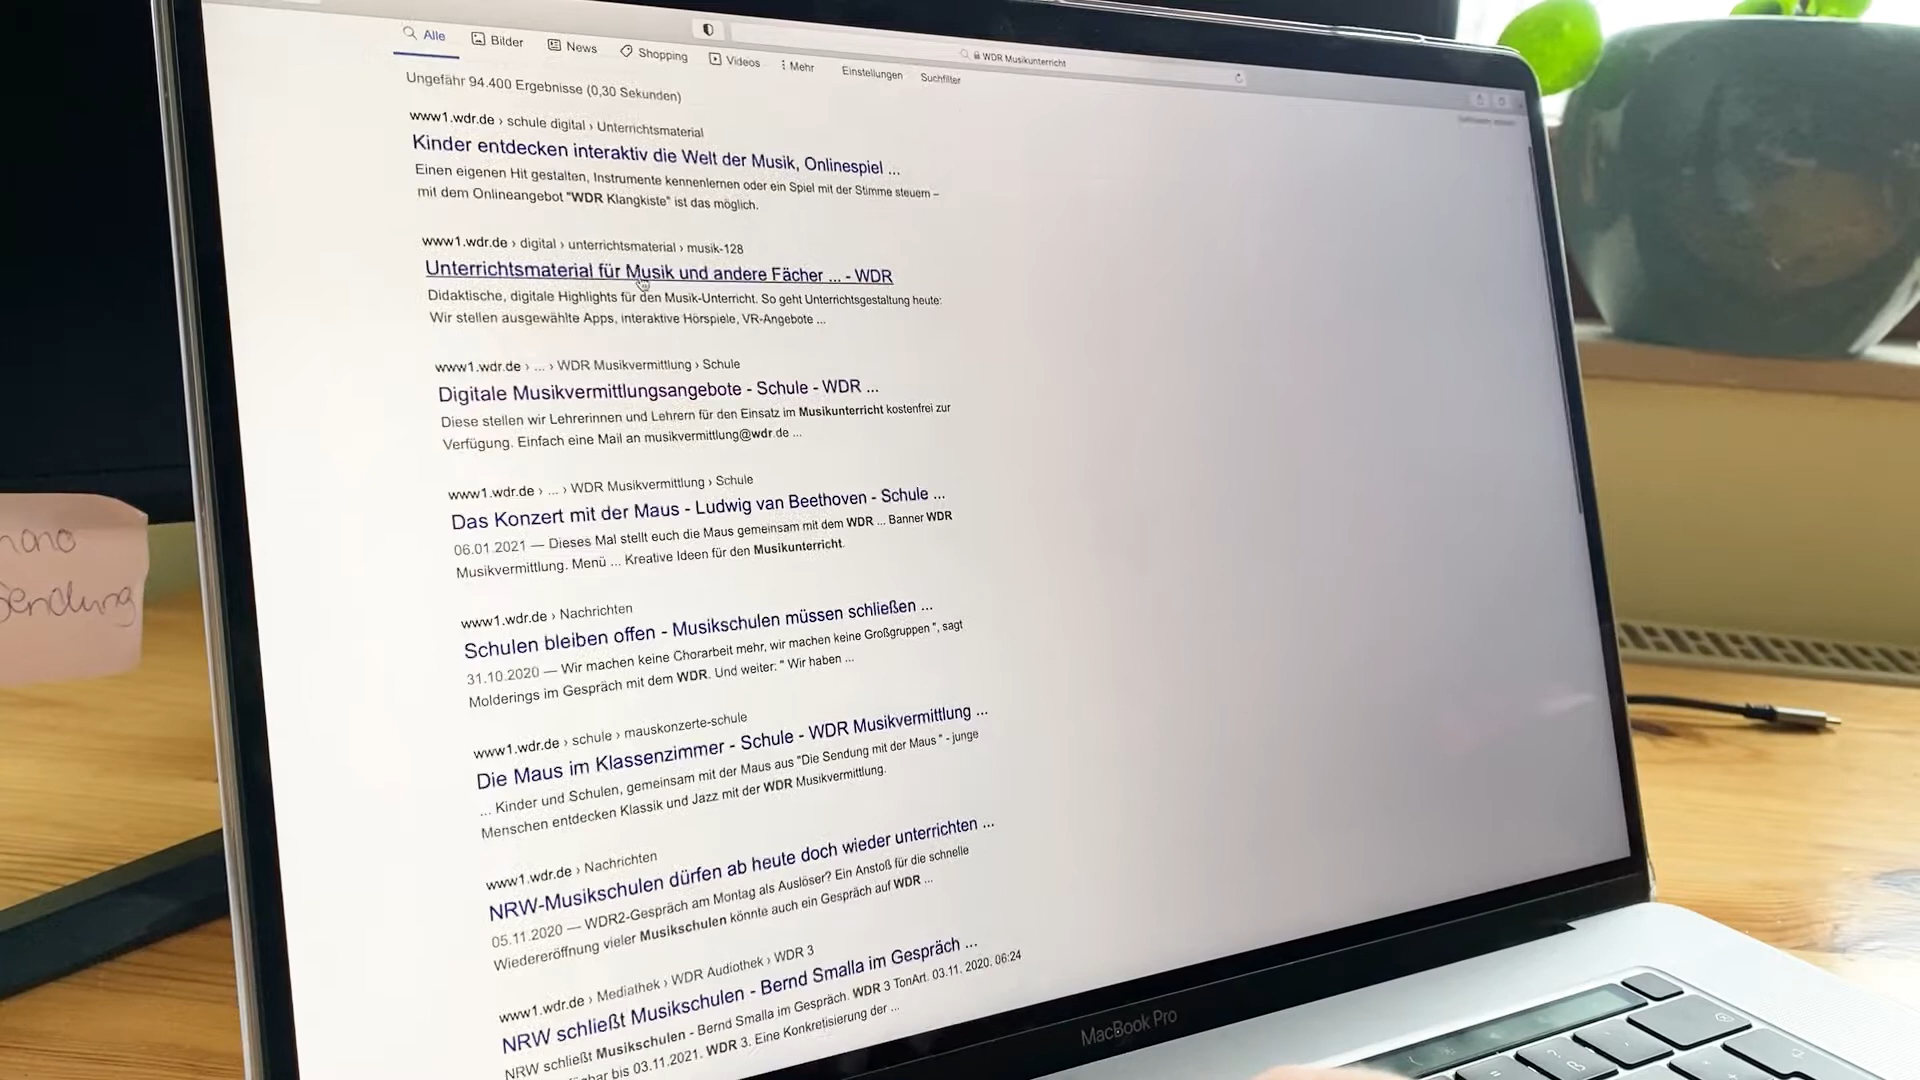 WDR Musikunterricht
Alle Bilder News Shopping Videos Mehr Einstellungen Suchfilter
Ungefähr 94.400 Ergebnisse (0,30 Sekunden)
www1.wdr.de › schule digital › Unterrichtsmaterial
Kinder entdecken interaktiv die Welt der Musik, Onlinespiel ...
Einen eigenen Hit gestalten, Instrumente kennenlernen oder ein Spiel mit der Stimme steuern –
mit dem Onlineangebot "WDR Klangkiste" ist das möglich.
www1.wdr.de › digital › unterrichtsmaterial › musik-128
Unterrichtsmaterial für Musik und andere Fächer ... - WDR
Didaktische, digitale Highlights für den Musik-Unterricht. So geht Unterrichtsgestaltung heute:
Wir stellen ausgewählte Apps, interaktive Hörspiele, VR-Angebote ...
www1.wdr.de › ... › WDR Musikvermittlung › Schule
Digitale Musikvermittlungsangebote - Schule - WDR ...
Diese stellen wir Lehrerinnen und Lehrern für den Einsatz im Musikunterricht kostenfrei zur
Verfügung. Einfach eine Mail an musikvermittlung@wdr.de ...
www1.wdr.de › ... › WDR Musikvermittlung › Schule
Das Konzert mit der Maus - Ludwig van Beethoven - Schule ...
06.01.2021 — Dieses Mal stellt euch die Maus gemeinsam mit dem WDR ... Banner WDR
Musikvermittlung. Menü ... Kreative Ideen für den Musikunterricht.
www1.wdr.de › Nachrichten
Schulen bleiben offen - Musikschulen müssen schließen ...
31.10.2020 — Wir machen keine Chorarbeit mehr, wir machen keine Großgruppen ", sagt
Molderings im Gespräch mit dem WDR. Und weiter: " Wir haben ...
www1.wdr.de › schule › mauskonzerte-schule
Die Maus im Klassenzimmer - Schule - WDR Musikvermittlung ...
... Kinder und Schulen, gemeinsam mit der Maus aus "Die Sendung mit der Maus " - junge
Menschen entdecken Klassik und Jazz mit der WDR Musikvermittlung.
www1.wdr.de › Nachrichten
NRW-Musikschulen dürfen ab heute doch wieder unterrichten ...
05.11.2020 — WDR2-Gespräch am Montag als Auslöser? Ein Anstoß für die schnelle
Wiedereröffnung vieler Musikschulen könnte auch ein Gespräch auf WDR ...
www1.wdr.de › Mediathek › WDR Audiothek › WDR 3
NRW schließt Musikschulen - Bernd Smalla im Gespräch ...
NRW schließt Musikschulen - Bernd Smalla im Gespräch. WDR 3 TonArt. 03.11.2020. 06:24
bis 03.11.2021. WDR 3. Eine Konkretisierung der ...
Sendung
MacBook Pro